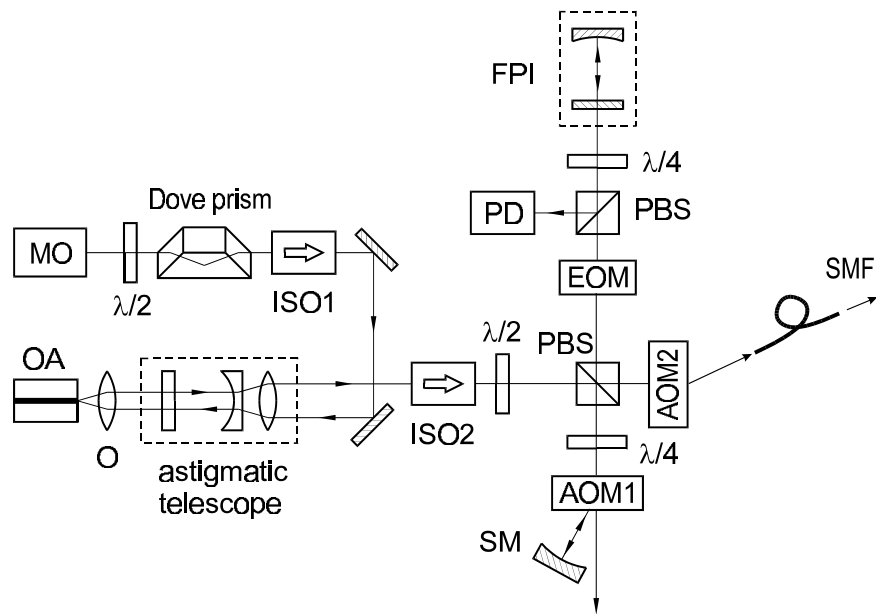 FPI
λ/4
Dove prism
PD
PBS
MO
EOM
SMF
λ/2
ISO1
λ/2
PBS
OA
AOM2
O
ISO2
λ/4
astigmatic
telescope
AOM1
SM